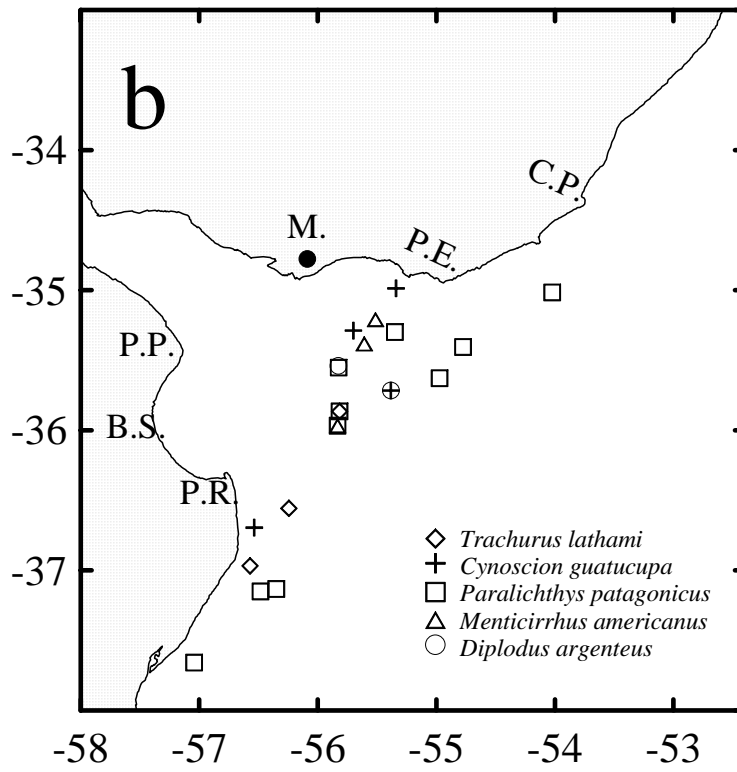 b
-34
C.P.
M.
P.E.
-35
P.P.
B.S.
-36
P.R.
Trachurus lathami
Cynoscion guatucupa
-37
Paralichthys patagonicus
Menticirrhus americanus
Diplodus argenteus
-58 -57 -56 -55 -54 -53